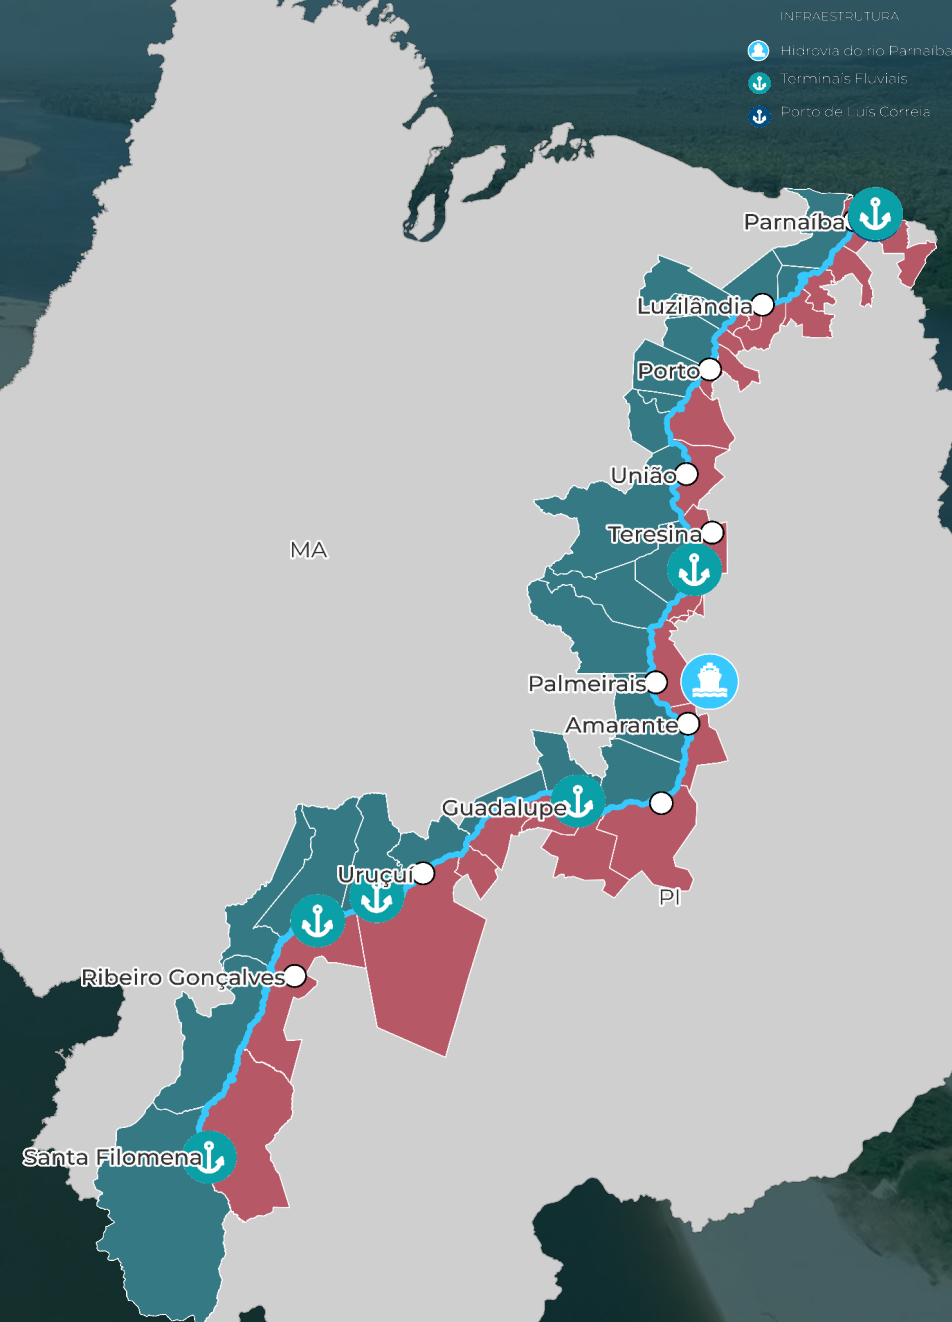 INFRAESTRUTURA
Hidrovia do rio Parnaíba
Terminais Fluviais
Porto de Luís Correia
Parnaíba
Luzilândia
Porto
União
Teresina
MA
Palmeirais
Amarante
Guadalupe
Uruçuí
PI
Ribeiro Gonçalves
Santa Filomena